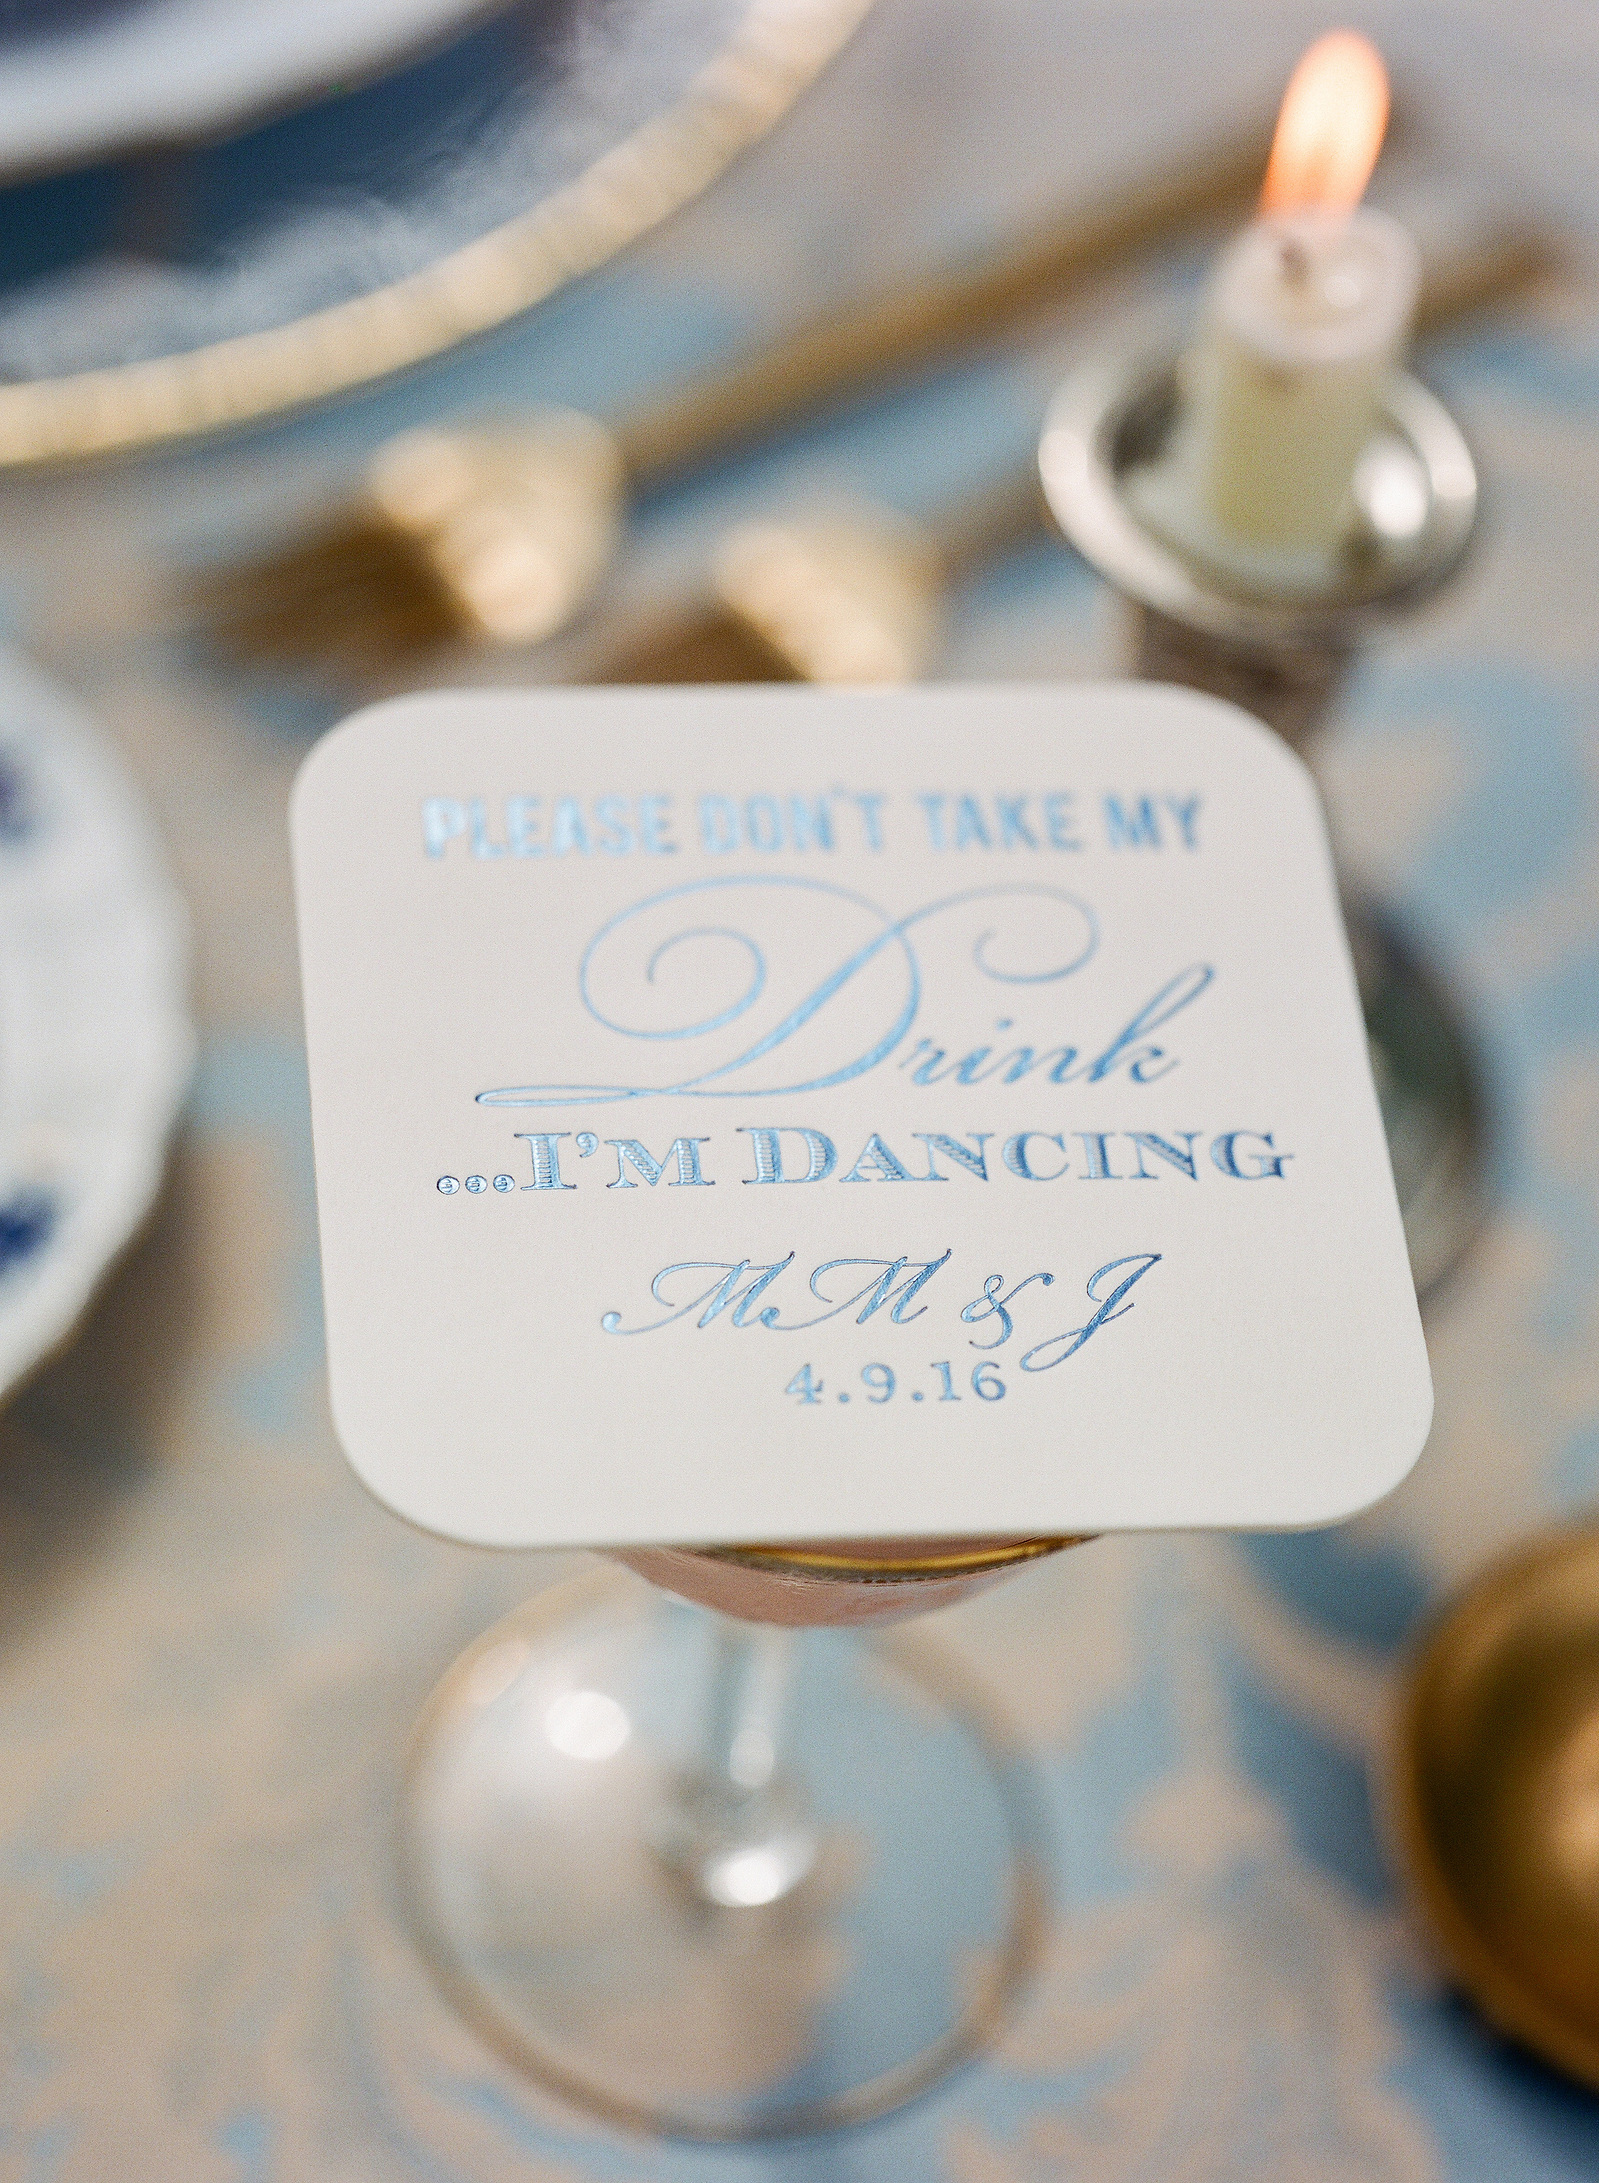 PLEASE DON'T TAKE MY
Drink
...I'M DANCING
MM & J
4.9.16